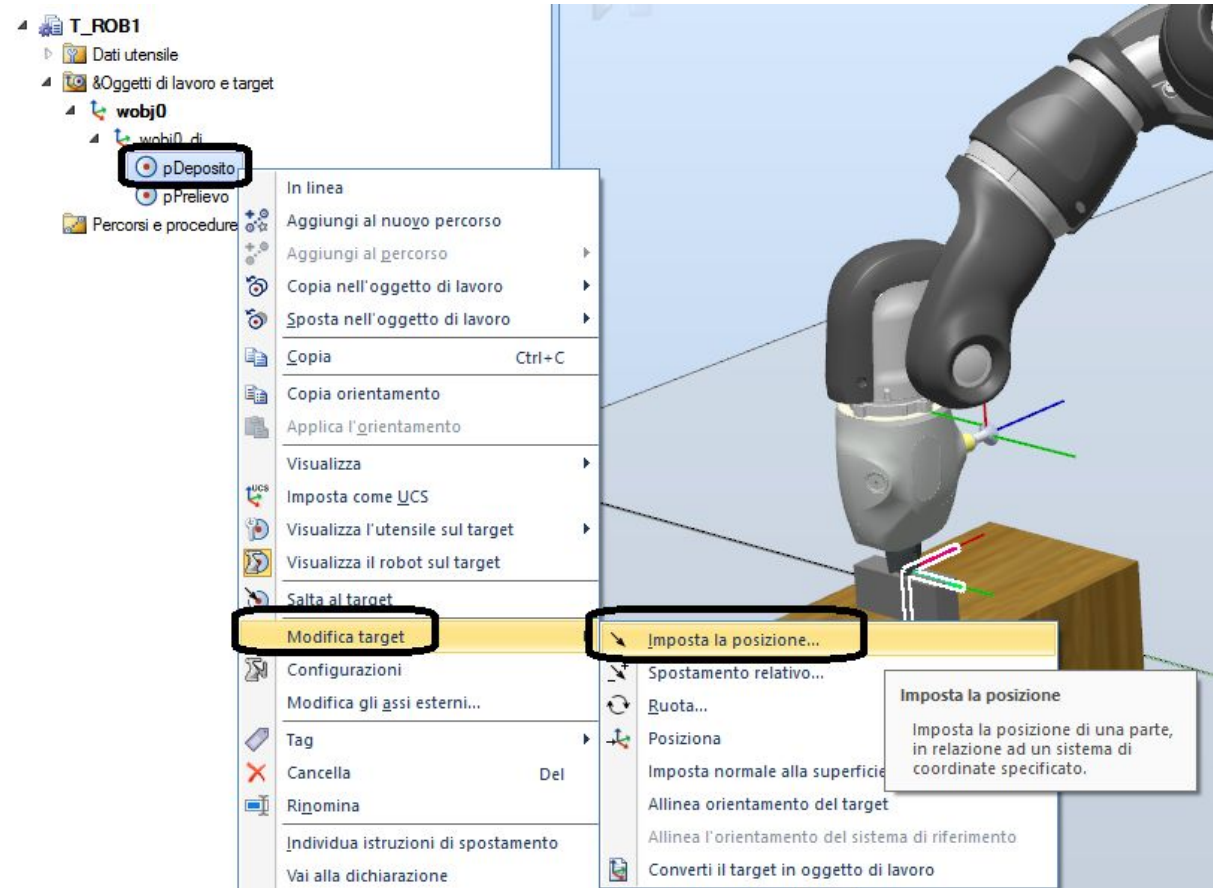 T_ROB1
Dati utensile
&Oggetti di lavoro e target
wobj0
wobj0_di
pDeposito
pPrelievo
Percorsi e procedure
In linea
Aggiungi al nuovo percorso
Aggiungi al percorso
Copia nell'oggetto di lavoro
Sposta nell'oggetto di lavoro
Copia Ctrl+C
Copia orientamento
Applica l'orientamento
Visualizza
UCS Imposta come UCS
Visualizza l'utensile sul target
Visualizza il robot sul target
Salta al target
Modifica target
Configurazioni
Modifica gli assi esterni...
Tag
Cancella Del
Rinomina
Individua istruzioni di spostamento
Vai alla dichiarazione
Imposta la posizione...
Spostamento relativo...
Ruota...
Posiziona
Imposta normale alla superficie
Allinea orientamento del target
Allinea l'orientamento del sistema di riferimento
Converti il target in oggetto di lavoro
Imposta la posizione
Imposta la posizione di una parte,
in relazione ad un sistema di
coordinate specificato.